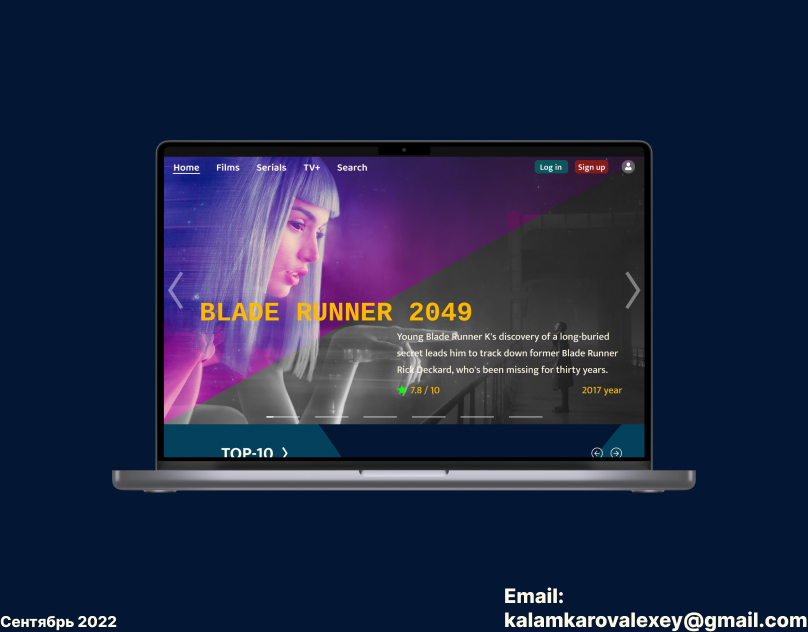 Home Films Serials TV+ Search Log in Sign up
BLADE RUNNER 2049
Young Blade Runner K's discovery of a long-buried
secret leads him to track down former Blade Runner
Rick Deckard, who's been missing for thirty years.
7.8 / 10 2017 year
TOP-10
Email:
Сентябрь 2022 kalamkarovalexey@gmail.com